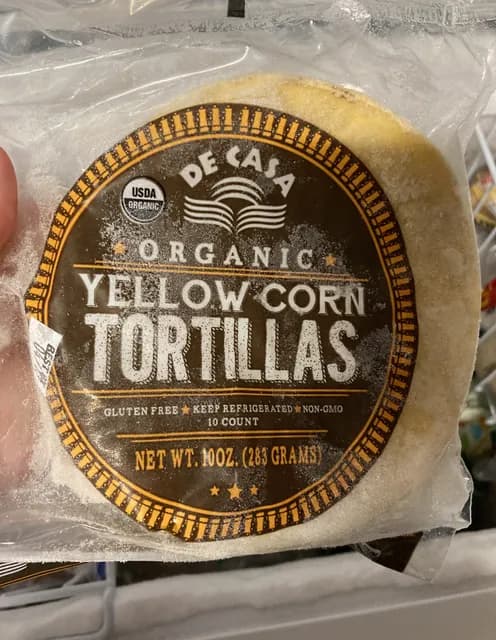 DE CASA
USDA
ORGANIC
ORGANIC
YELLOW CORN
TORTILLAS
GLUTEN FREE ★ KEEP REFRIGERATED ★ NON-GMO
10 COUNT
NET WT. 10OZ. (283 GRAMS)